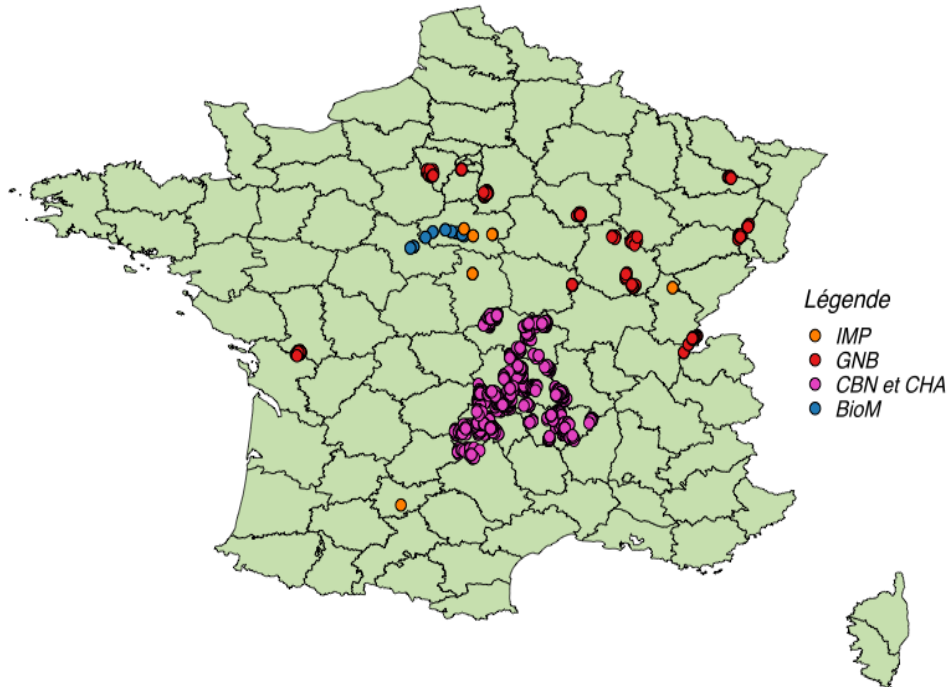 Légende
IMP
GNB
CBN et CHA
BioM